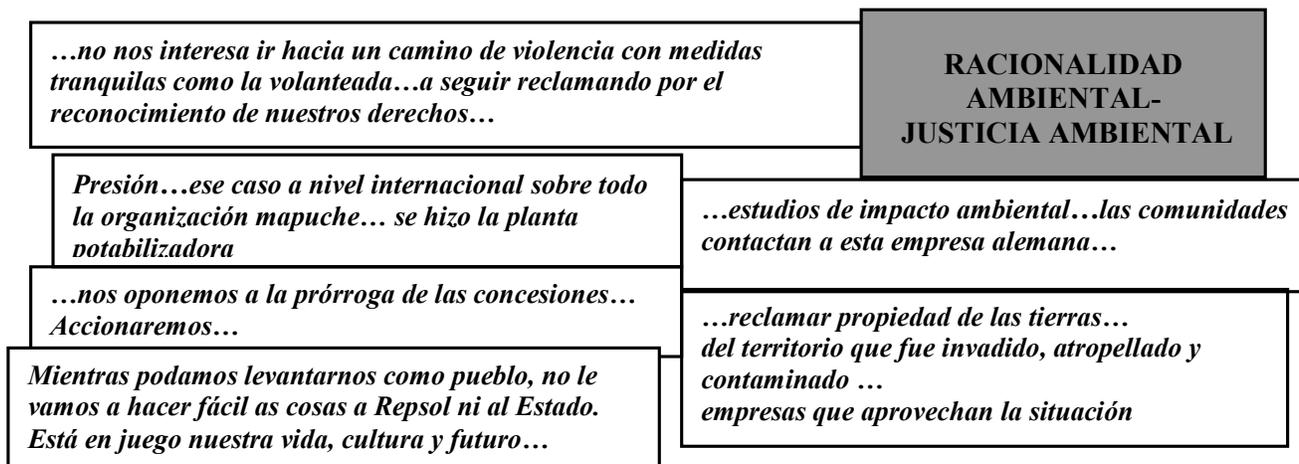 …no nos interesa ir hacia un camino de violencia con medidas
tranquilas como la volanteada…a seguir reclamando por el
reconocimiento de nuestros derechos…
RACIONALIDAD
AMBIENTAL-
JUSTICIA AMBIENTAL
Presión…ese caso a nivel internacional sobre todo
la organización mapuche… se hizo la planta
potabilizadora
…estudios de impacto ambiental…las comunidades
contactan a esta empresa alemana…
…nos oponemos a la prórroga de las concesiones…
Accionaremos…
…reclamar propiedad de las tierras…
del territorio que fue invadido, atropellado y
contaminado …
empresas que aprovechan la situación
Mientras podamos levantarnos como pueblo, no le
vamos a hacer fácil as cosas a Repsol ni al Estado.
Está en juego nuestra vida, cultura y futuro…